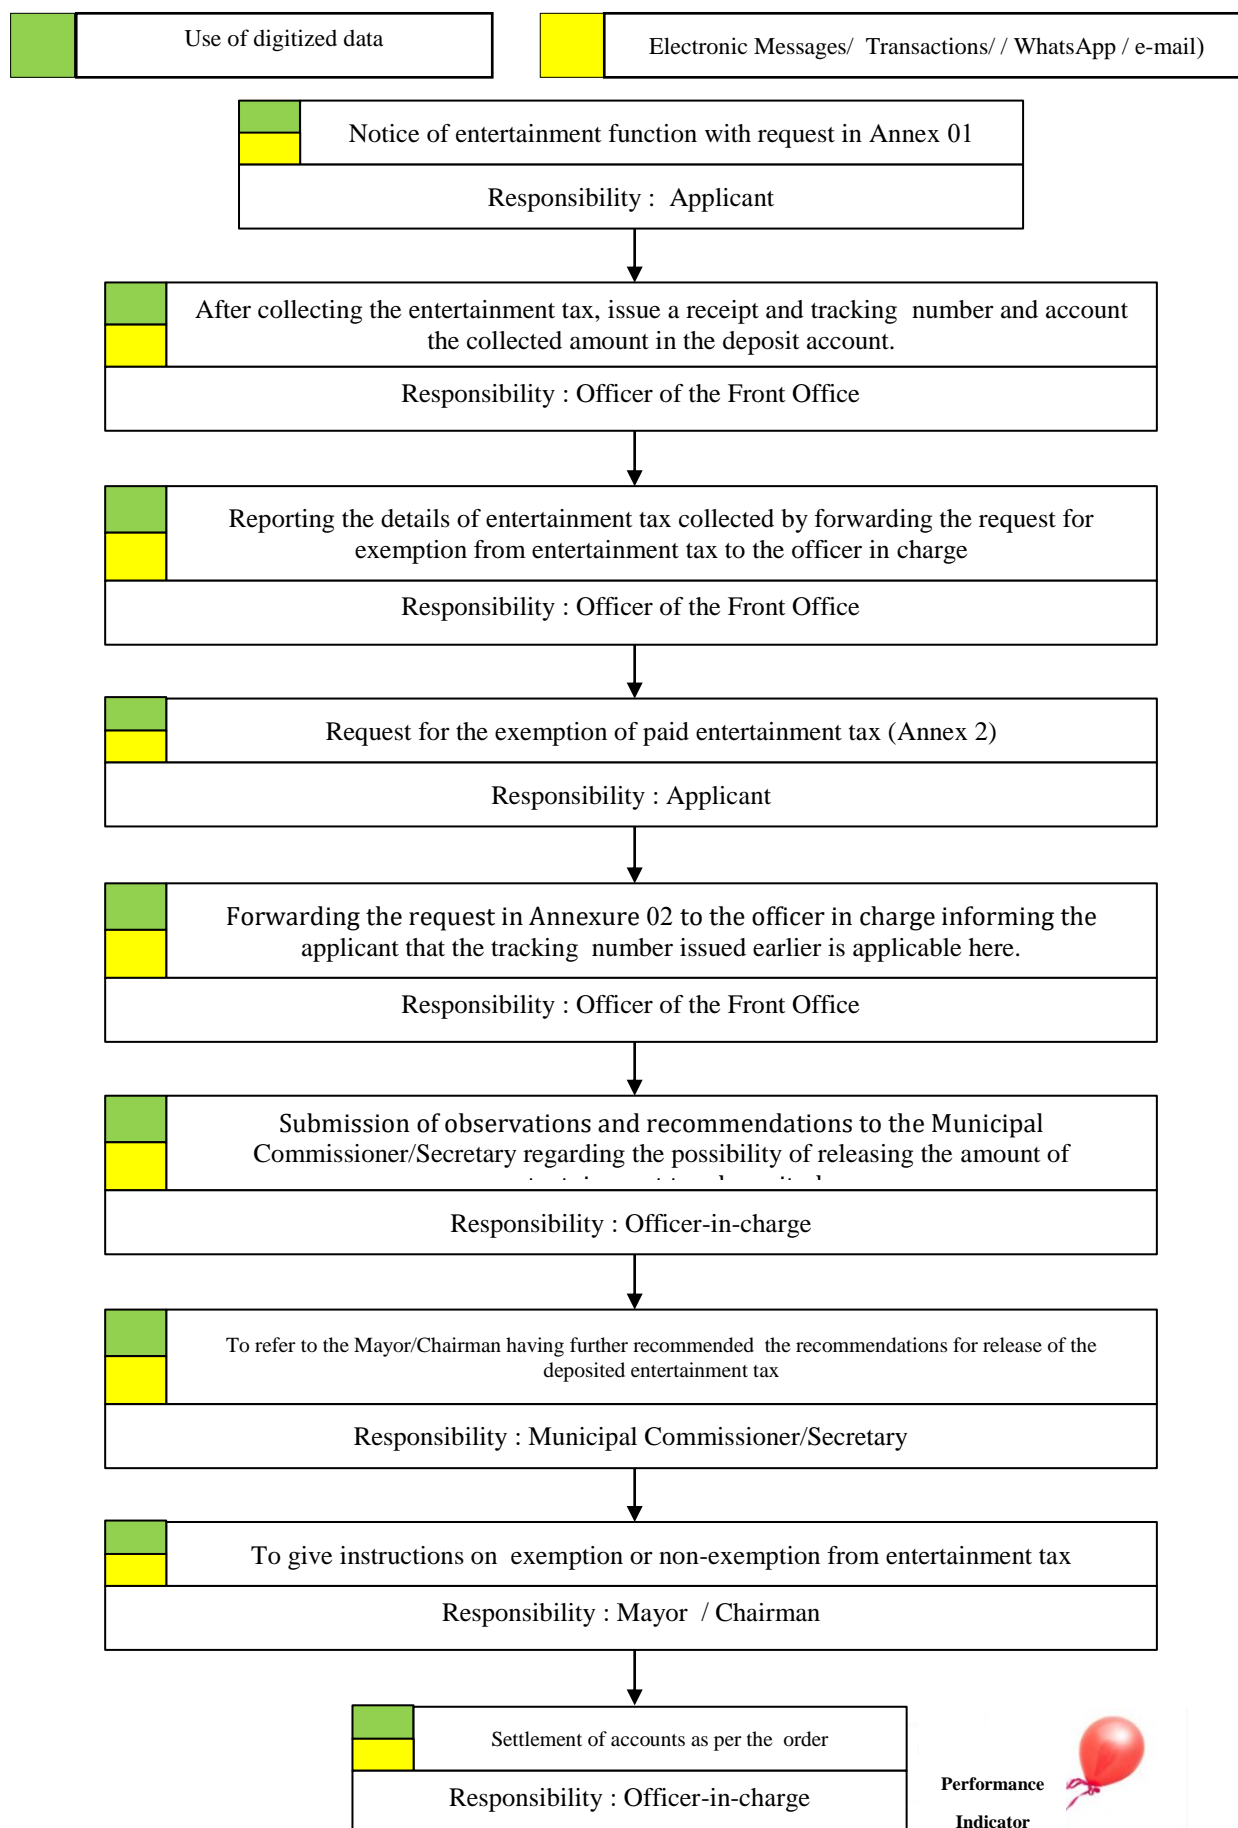 Use of digitized data
Electronic Messages/ Transactions/ / WhatsApp / e-mail)
Notice of entertainment function with request in Annex 01
Responsibility : Applicant
After collecting the entertainment tax, issue a receipt and tracking number and account
the collected amount in the deposit account.
Responsibility : Officer of the Front Office
Reporting the details of entertainment tax collected by forwarding the request for
exemption from entertainment tax to the officer in charge
Responsibility : Officer of the Front Office
Request for the exemption of paid entertainment tax (Annex 2)
Responsibility : Applicant
Forwarding the request in Annexure 02 to the officer in charge informing the
applicant that the tracking number issued earlier is applicable here.
Responsibility : Officer of the Front Office
Submission of observations and recommendations to the Municipal
Commissioner/Secretary regarding the possibility of releasing the amount of
Responsibility : Officer-in-charge
To refer to the Mayor/Chairman having further recommended the recommendations for release of the
deposited entertainment tax
Responsibility : Municipal Commissioner/Secretary
To give instructions on exemption or non-exemption from entertainment tax
Responsibility : Mayor / Chairman
Settlement of accounts as per the order
Responsibility : Officer-in-charge
Performance
Indicator